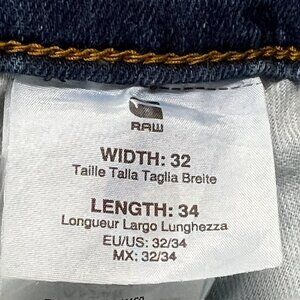 RAW
WIDTH: 32
Taille Talla Taglia Breite
LENGTH: 34
Longueur Largo Lunghezza
EU/US: 32/34
MX: 32/34